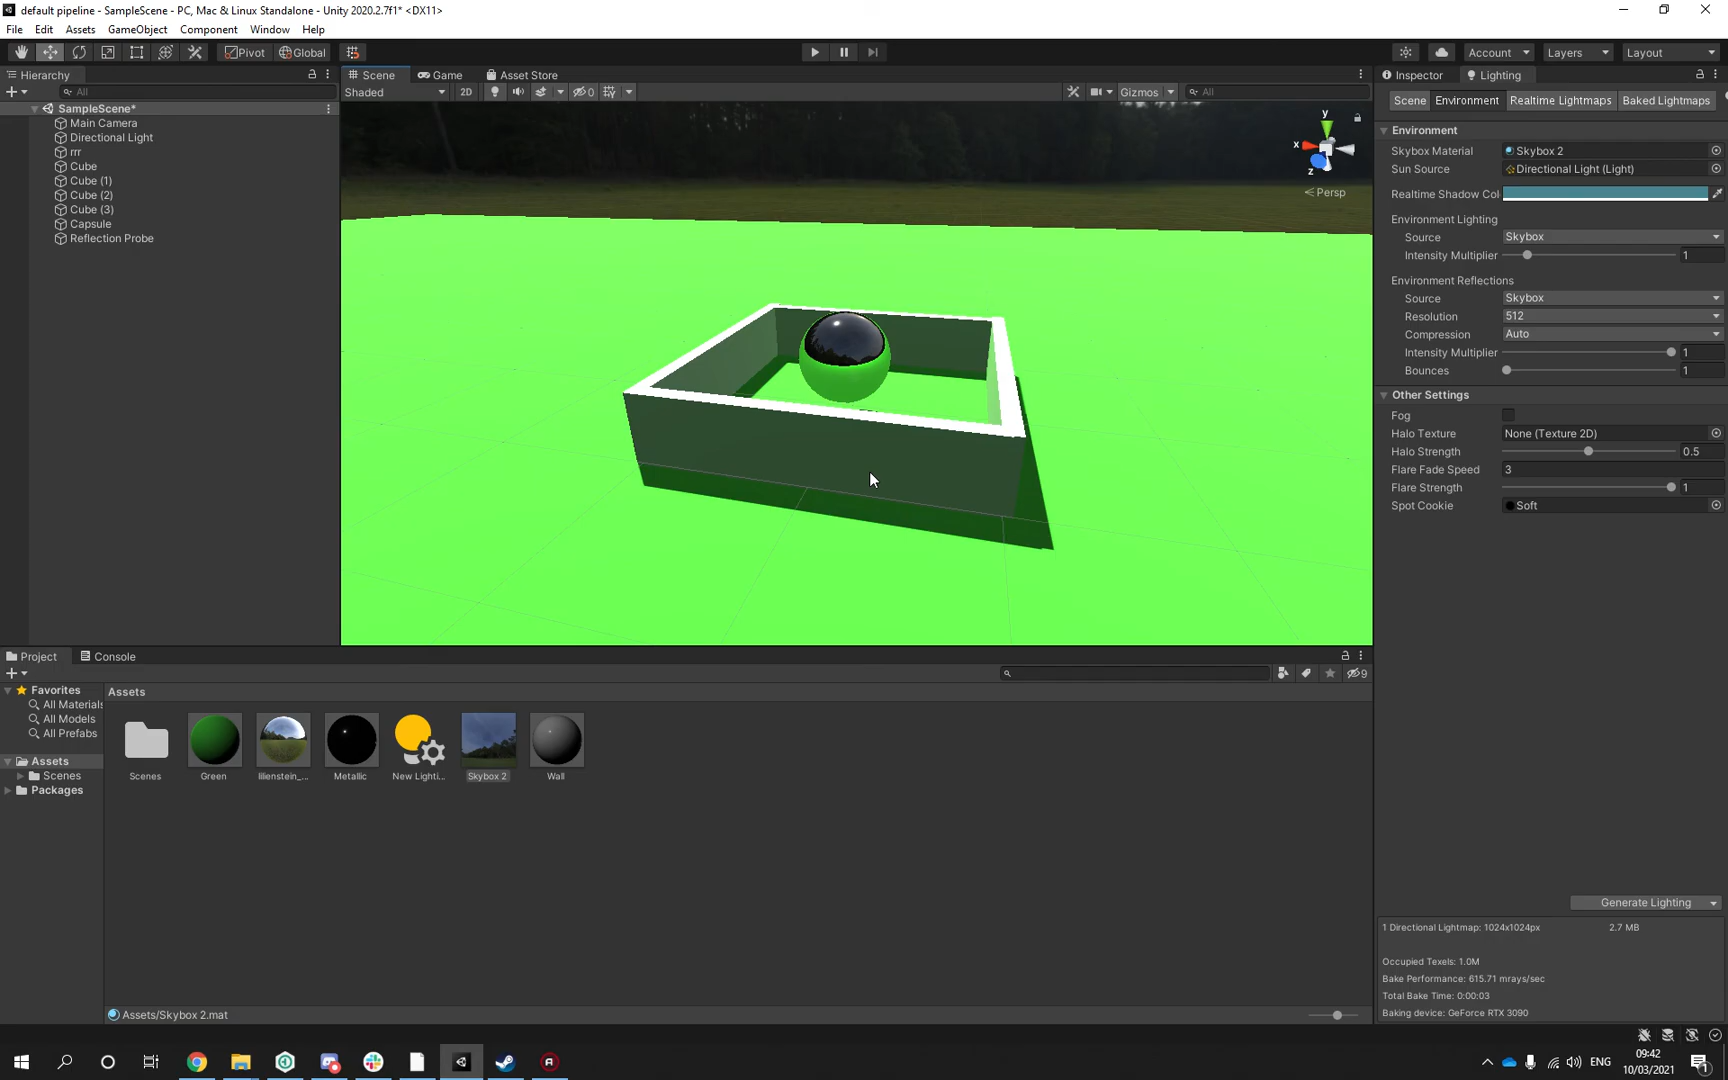 default pipeline - SampleScene - PC, Mac & Linux Standalone - Unity 2020.2.7f1* <DX11>
File Edit Assets GameObject Component Window Help
Pivot Global Account Layers Layout
Hierarchy
All
SampleScene*
Main Camera
Directional Light
rrr
Cube
Cube (1)
Cube (2)
Cube (3)
Capsule
Reflection Probe
Scene Game Asset Store
Shaded 2D 0 Gizmos All
y
x
z
< Persp
Inspector Lighting
Scene Environment Realtime Lightmaps Baked Lightmaps
Environment
Skybox Material Skybox 2
Sun Source Directional Light (Light)
Realtime Shadow Col
Environment Lighting
Source Skybox
Intensity Multiplier 1
Environment Reflections
Source Skybox
Resolution 512
Compression Auto
Intensity Multiplier 1
Bounces 1
Other Settings
Fog
Halo Texture None (Texture 2D)
Halo Strength 0.5
Flare Fade Speed 3
Flare Strength 1
Spot Cookie Soft
Generate Lighting
1 Directional Lightmap: 1024x1024px 2.7 MB
Occupied Texels: 1.0M
Bake Performance: 615.71 mrays/sec
Total Bake Time: 0:00:03
Baking device: GeForce RTX 3090
Project Console
9
Favorites
All Materials
All Models
All Prefabs
Assets
Scenes
Packages
Assets
Scenes Green lilienstein_... Metallic New Lighti... Skybox 2 Wall
Assets/Skybox 2.mat
ENG
09:42
10/03/2021
1